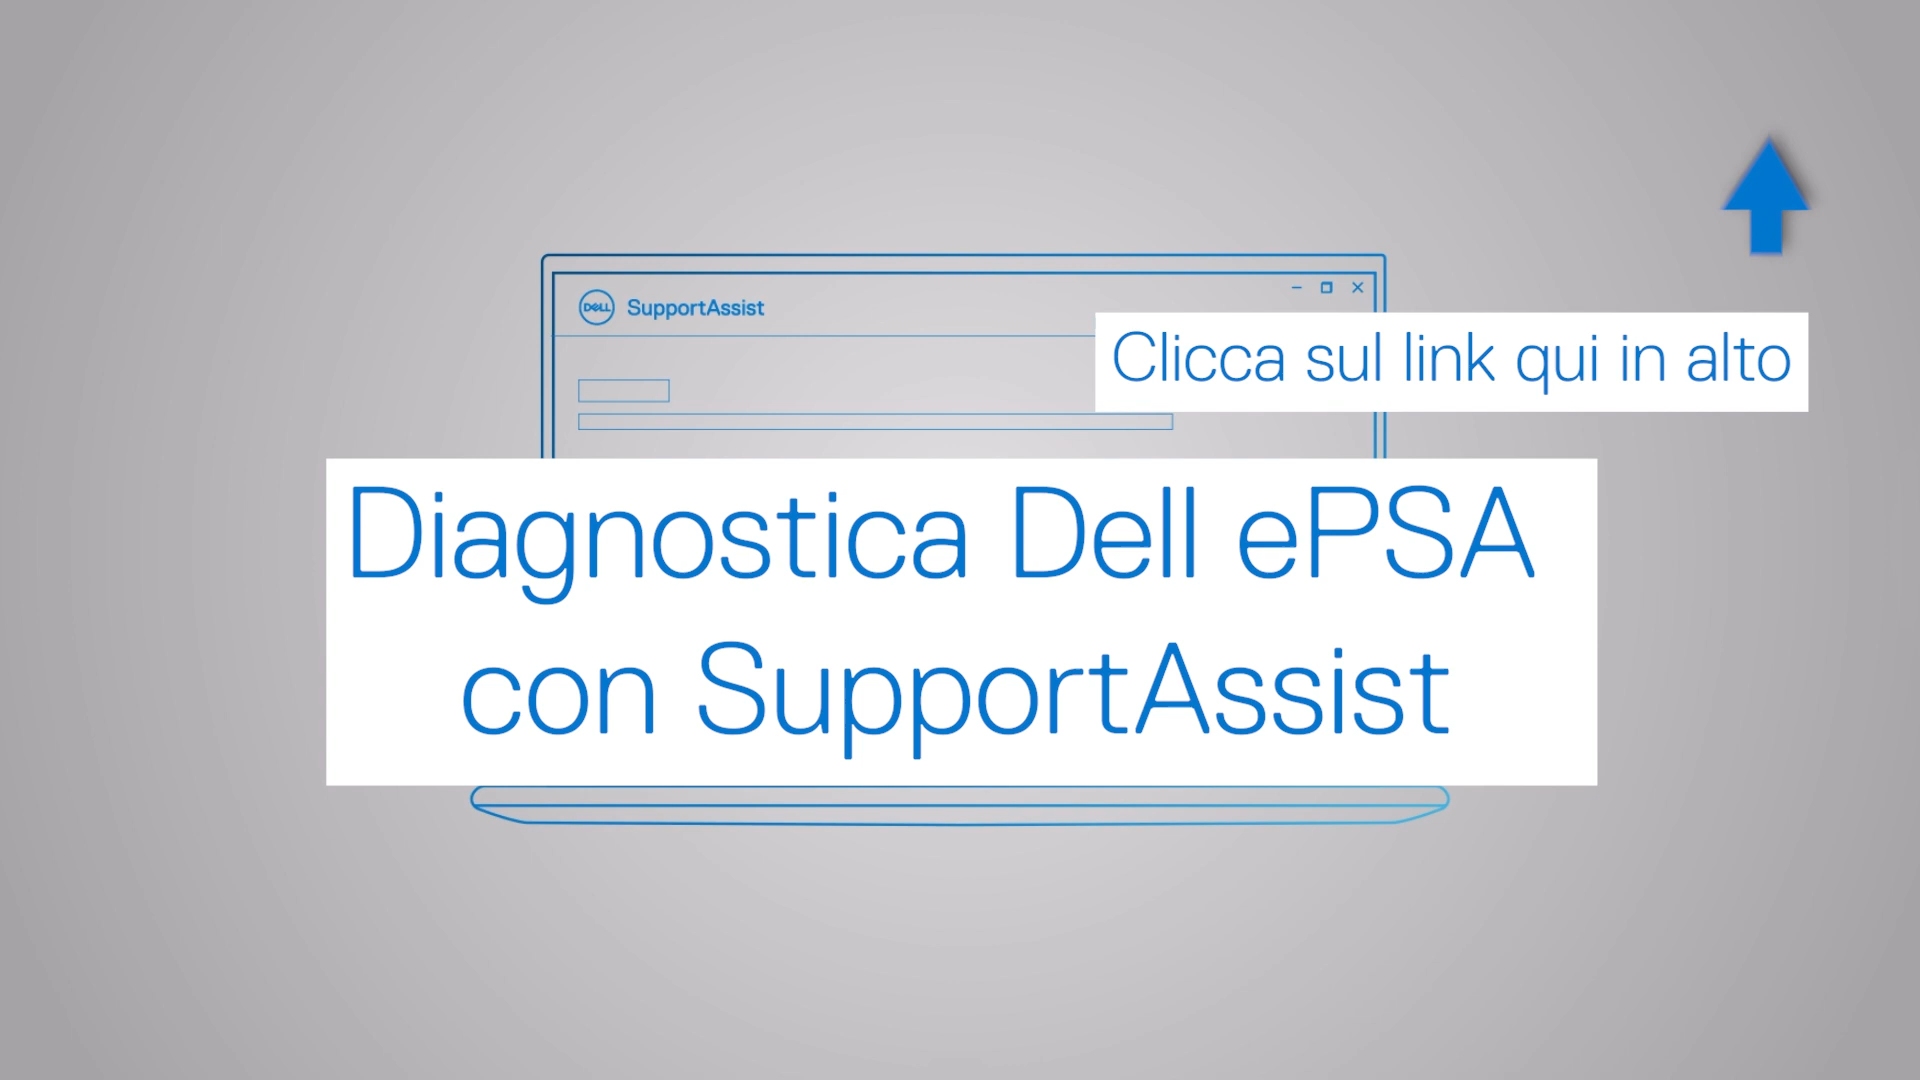 DELL SupportAssist
Clicca sul link qui in alto
Diagnostica Dell ePSA
con SupportAssist